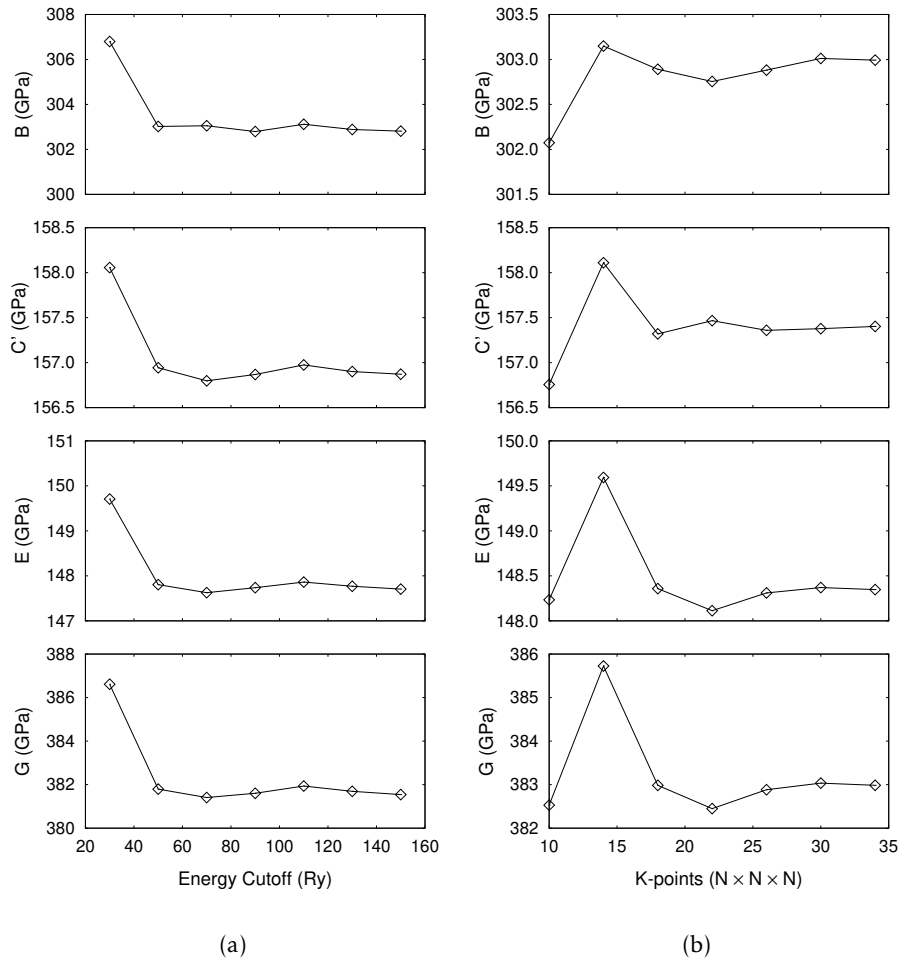 308
306
304
302
300
B (GPa)
158.5
158.0
157.5
157.0
156.5
C' (GPa)
151
150
149
148
147
E (GPa)
388
386
384
382
380
G (GPa)
20 40 60 80 100 120 140 160
Energy Cutoff (Ry)
(a)
303.5
303.0
302.5
302.0
301.5
B (GPa)
158.5
158.0
157.5
157.0
156.5
C' (GPa)
150.0
149.5
149.0
148.5
148.0
E (GPa)
386
385
384
383
382
G (GPa)
10 15 20 25 30 35
K-points (N × N × N)
(b)